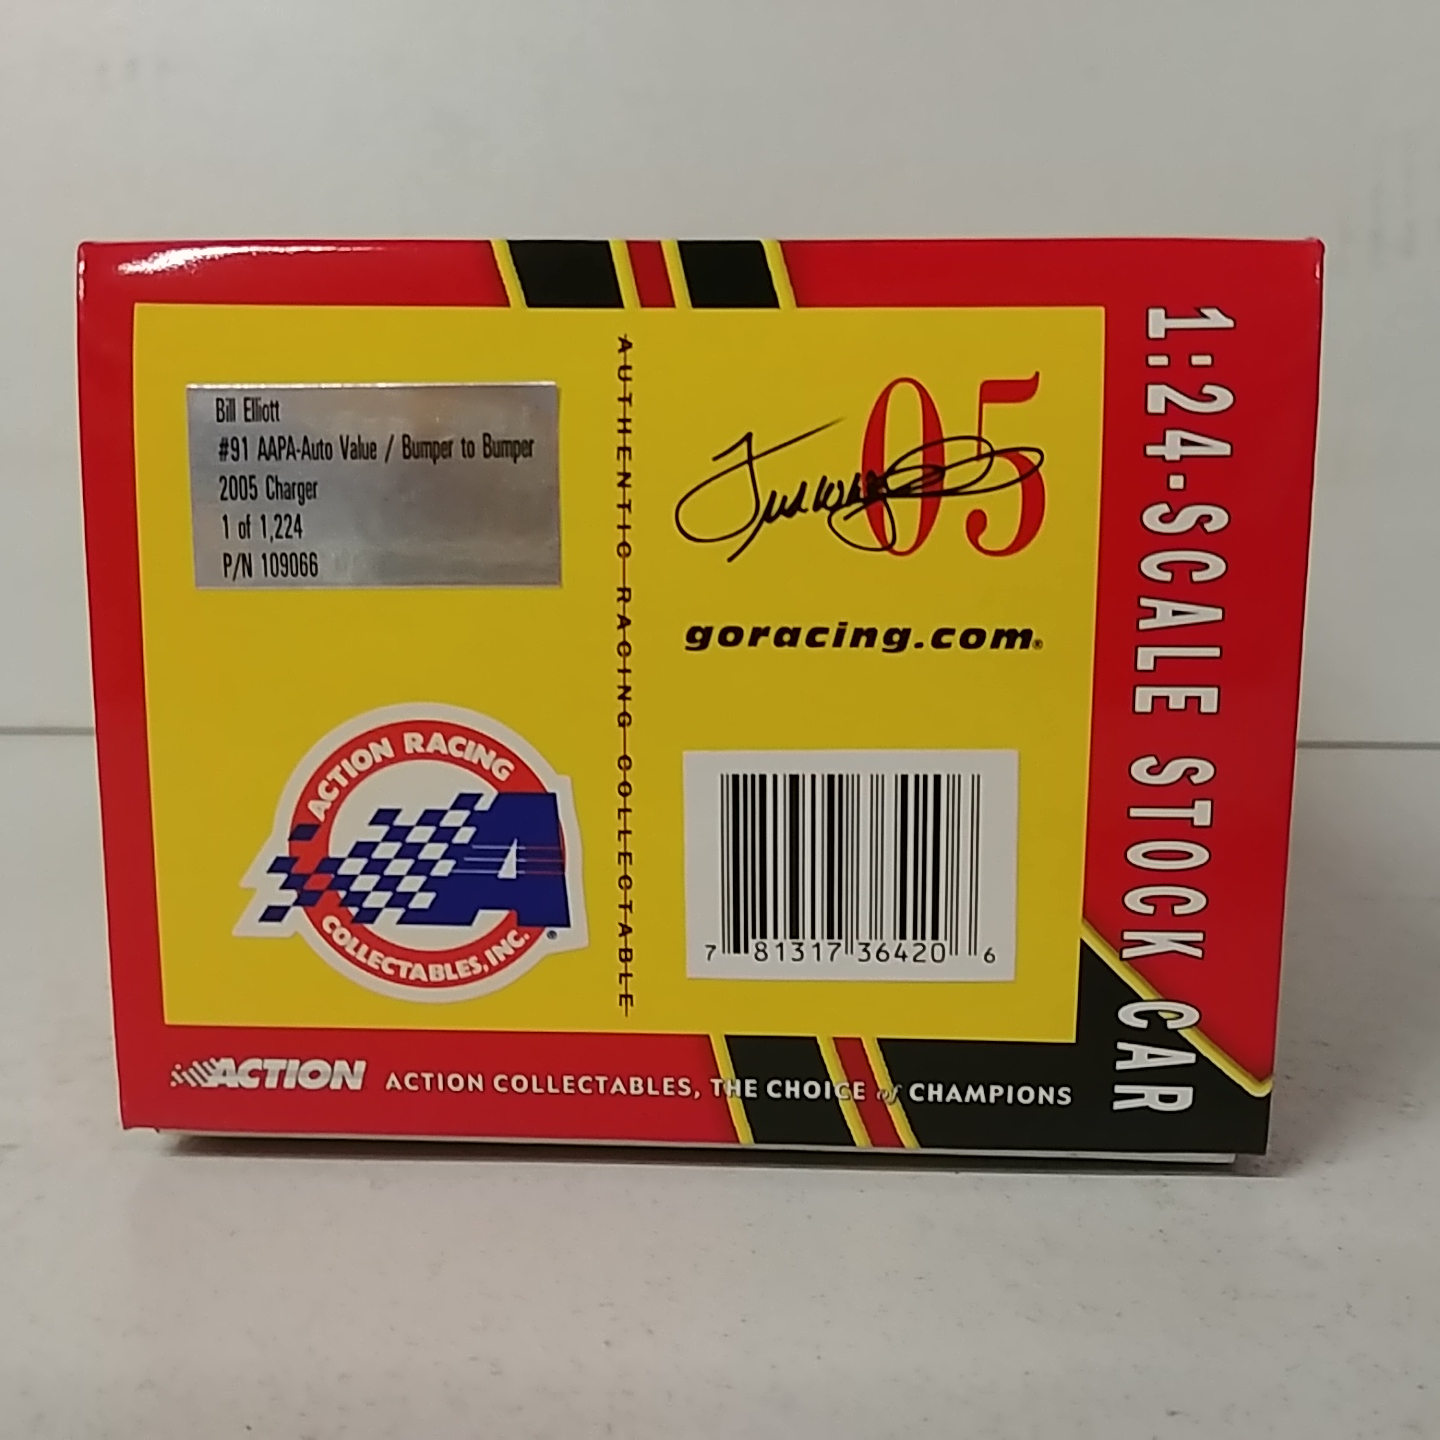 Bill Elliott
#91 AAPA-Auto Value / Bumper to Bumper
2005 Charger
1 of 1,224
P/N 109066
AUTHENTIC RACING COLLECTABLE
05
goracing.com®
ACTION RACING
A
COLLECTABLES, INC.®
7 81317 36420 6
1:24-SCALE STOCK CAR
ACTION
ACTION COLLECTABLES, THE CHOICE of CHAMPIONS